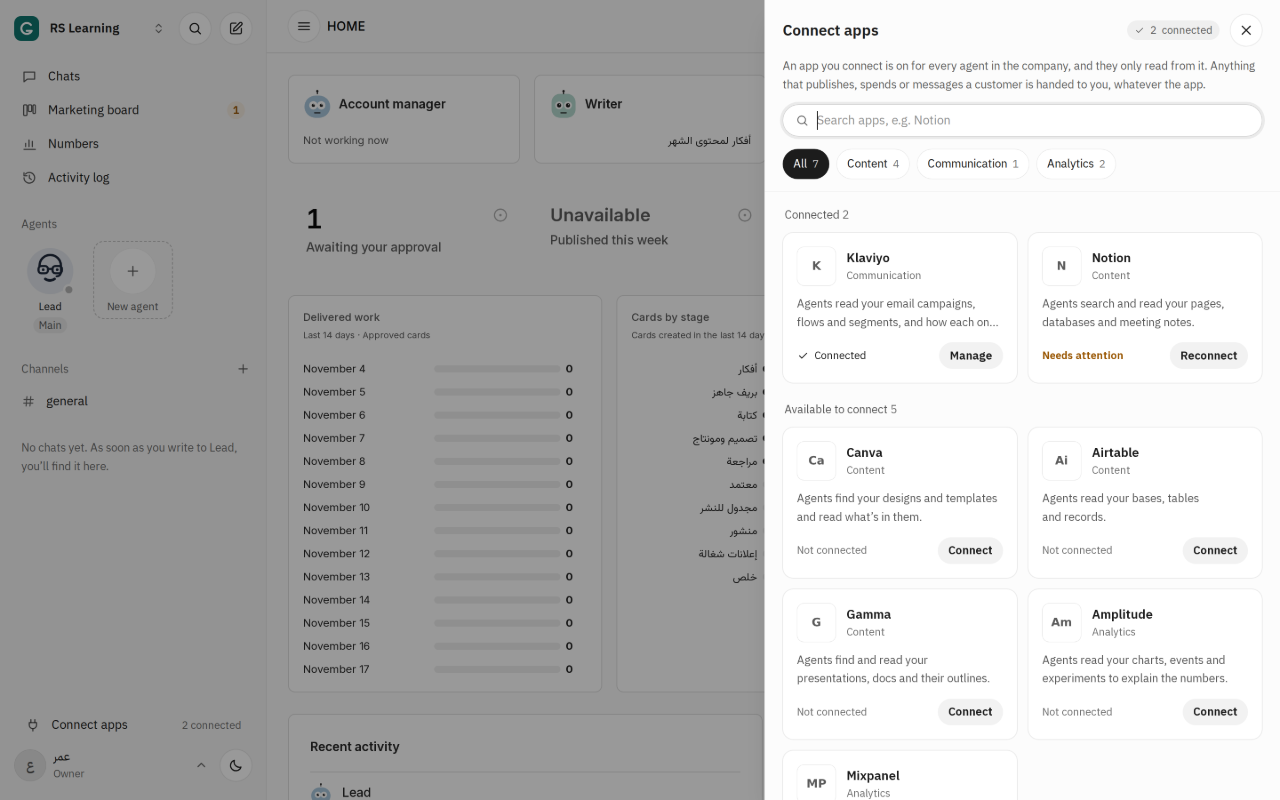 G RS Learning
Chats
Marketing board 1
Numbers
Activity log
Agents
Lead
Main
New agent
Channels
general
No chats yet. As soon as you write to Lead,
you'll find it here.
Connect apps 2 connected
ع عمر
Owner
HOME
Account manager
Not working now
Writer
أفكار لمحتوى الشهر
1
Awaiting your approval
Unavailable
Published this week
Delivered work
Last 14 days · Approved cards
November 4 0
November 5 0
November 6 0
November 7 0
November 8 0
November 9 0
November 10 0
November 11 0
November 12 0
November 13 0
November 14 0
November 15 0
November 16 0
November 17 0
Cards by stage
Cards created in the last 14 day
أفكار
بريف جاهز
كتابة
تصميم ومونتاج
مراجعة
معتمد
مجدول للنشر
منشور
إعلانات شغالة
خلص
Recent activity
Lead
Connect apps
2 connected
An app you connect is on for every agent in the company, and they only read from it. Anything
that publishes, spends or messages a customer is handed to you, whatever the app.
Search apps, e.g. Notion
All 7 Content 4 Communication 1 Analytics 2
Connected 2
K Klaviyo
Communication
Agents read your email campaigns,
flows and segments, and how each on...
Connected Manage
N Notion
Content
Agents search and read your pages,
databases and meeting notes.
Needs attention Reconnect
Available to connect 5
Ca Canva
Content
Agents find your designs and templates
and read what's in them.
Not connected Connect
Ai Airtable
Content
Agents read your bases, tables
and records.
Not connected Connect
G Gamma
Content
Agents find and read your
presentations, docs and their outlines.
Not connected Connect
Am Amplitude
Analytics
Agents read your charts, events and
experiments to explain the numbers.
Not connected Connect
MP Mixpanel
Analytics